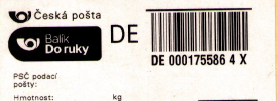 Česká pošta
Balík
Do ruky
DE
DE 000175586 4 X
PSČ podací
pošty:
Hmotnost: kg